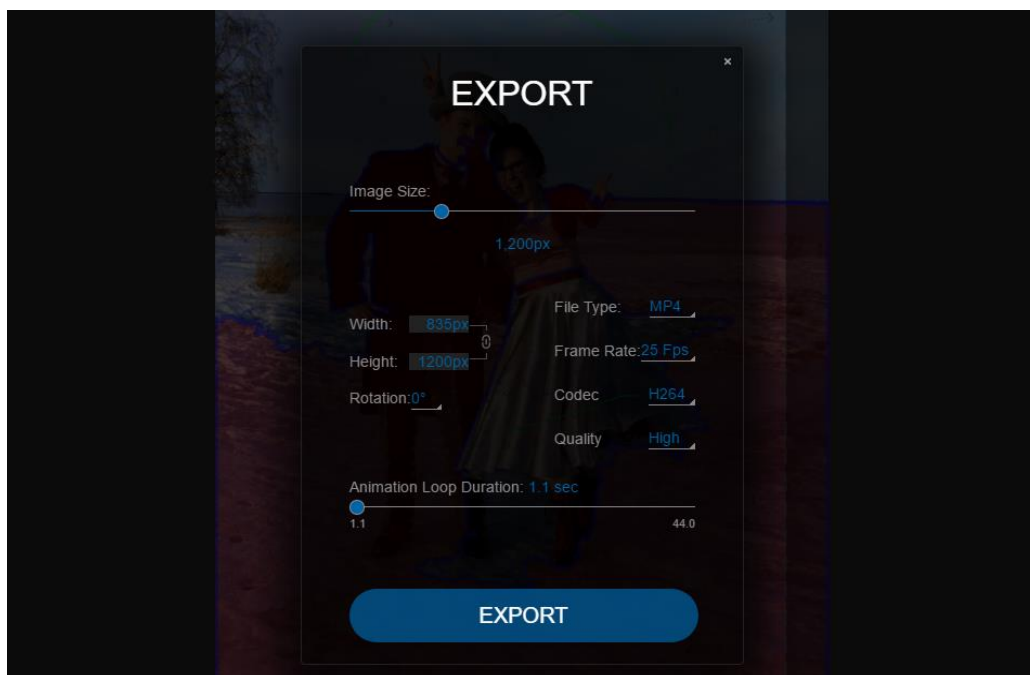 ×
EXPORT
Image Size:
1,200px
Width: 835px
Height: 1200px
Rotation:0°
File Type: MP4
Frame Rate:25 Fps
Codec H264
Quality High
Animation Loop Duration: 1.1 sec
1.1 44.0
EXPORT